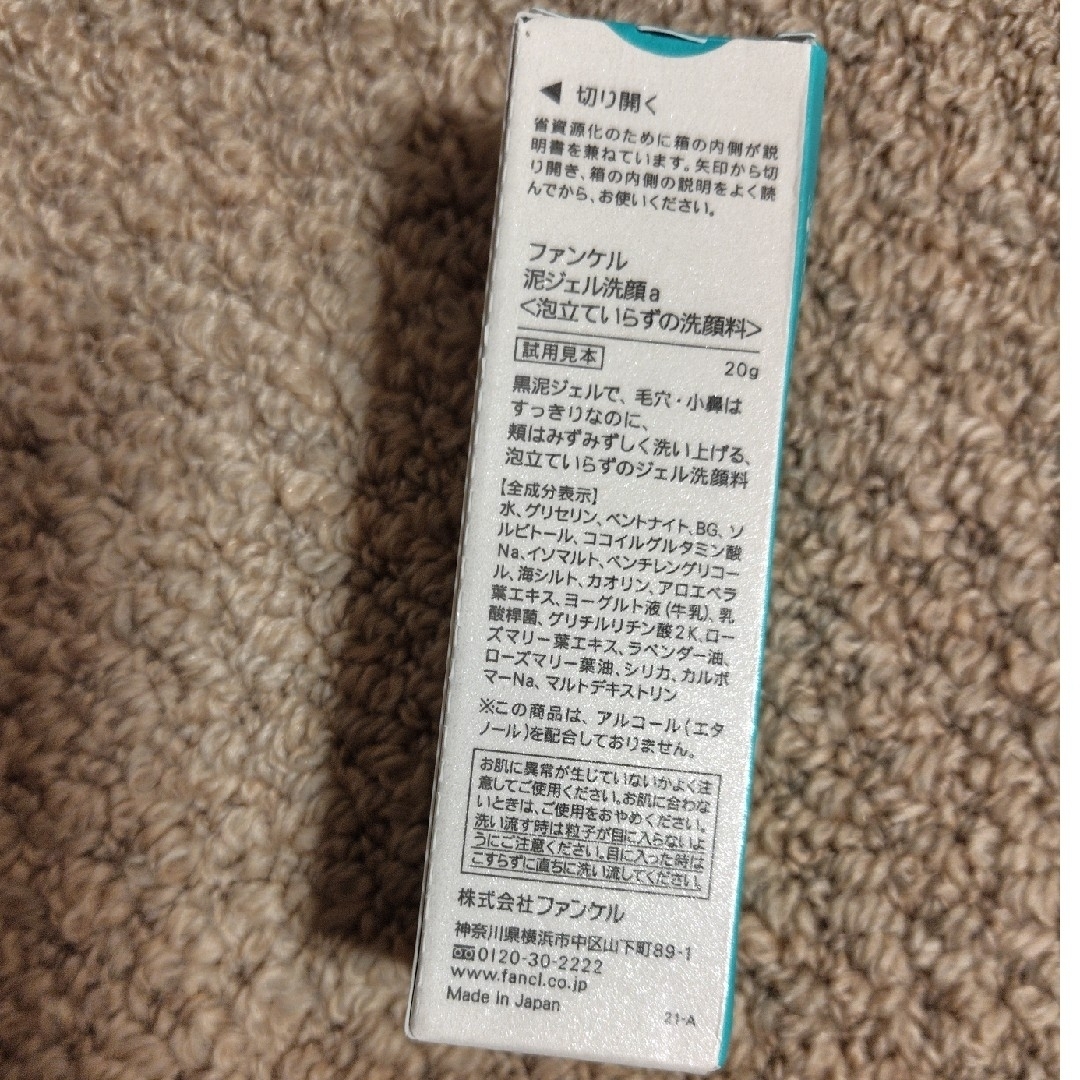 ◀ 切り開く
省資源化のために箱の内側が説
明書を兼ねています。矢印から切
り開き、箱の内側の説明をよく読
んでから、お使いください。
ファンケル
泥ジェル洗顔a
<泡立ていらずの洗顔料>
試用見本 20g
黒泥ジェルで、毛穴・小鼻は
すっきりなのに、
頬はみずみずしく洗い上げる、
泡立ていらずのジェル洗顔料
【全成分表示】
水、グリセリン、ベントナイト、BG、ソ
ルビトール、ココイルグルタミン酸
Na、イソマルト、ペンチレングリコー
ル、海シルト、カオリン、アロエベラ
葉エキス、ヨーグルト液(牛乳)、乳
酸桿菌、グリチルリチン酸2K、ロー
ズマリー葉エキス、ラベンダー油、
ローズマリー葉油、シリカ、カルボ
マーNa、マルトデキストリン
※この商品は、アルコール(エタ
ノール)を配合しておりません。
お肌に異常が生じていないかよく注
意してご使用ください。お肌に合わな
いときは、ご使用をおやめください。
洗い流す時は粒子が目に入らないよ
うにご注意ください。目に入った時は
こすらずに直ちに洗い流してください。
株式会社ファンケル
神奈川県横浜市中区山下町89-1
0120-30-2222
www.fancl.co.jp
Made in Japan
21-A